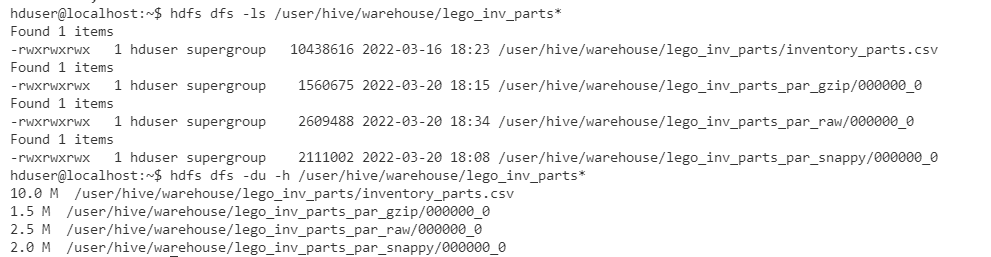 hduser@localhost:~$ hdfs dfs -ls /user/hive/warehouse/lego_inv_parts*
Found 1 items
-rwxrwxrwx   1 hduser supergroup   10438616 2022-03-16 18:23 /user/hive/warehouse/lego_inv_parts/inventory_parts.csv
Found 1 items
-rwxrwxrwx   1 hduser supergroup    1560675 2022-03-20 18:15 /user/hive/warehouse/lego_inv_parts_par_gzip/000000_0
Found 1 items
-rwxrwxrwx   1 hduser supergroup    2609488 2022-03-20 18:34 /user/hive/warehouse/lego_inv_parts_par_raw/000000_0
Found 1 items
-rwxrwxrwx   1 hduser supergroup    2111002 2022-03-20 18:08 /user/hive/warehouse/lego_inv_parts_par_snappy/000000_0
hduser@localhost:~$ hdfs dfs -du -h /user/hive/warehouse/lego_inv_parts*
10.0 M  /user/hive/warehouse/lego_inv_parts/inventory_parts.csv
1.5 M  /user/hive/warehouse/lego_inv_parts_par_gzip/000000_0
2.5 M  /user/hive/warehouse/lego_inv_parts_par_raw/000000_0
2.0 M  /user/hive/warehouse/lego_inv_parts_par_snappy/000000_0